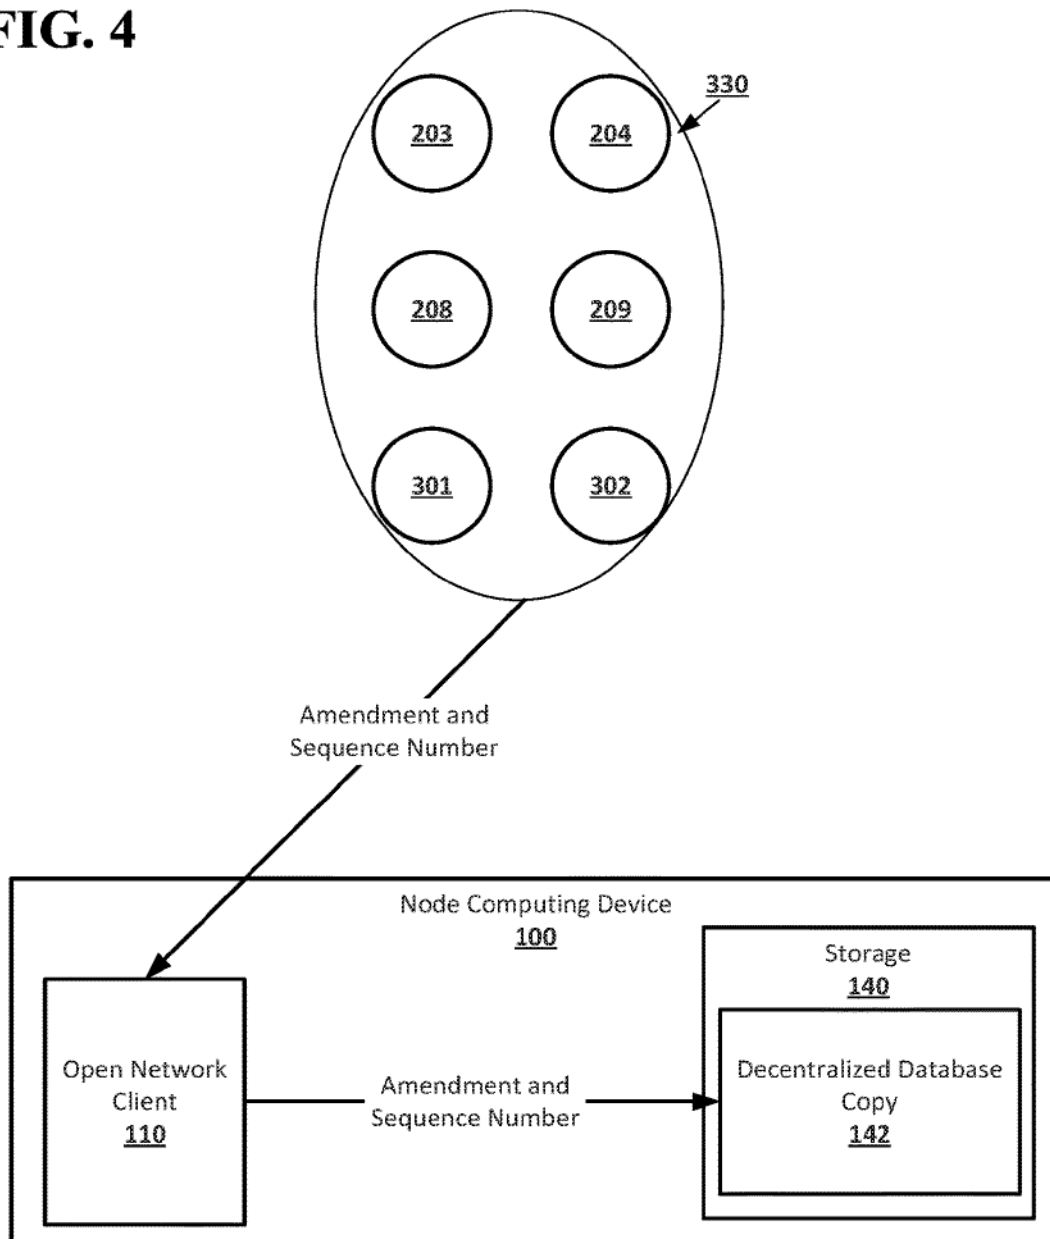 FIG. 4
330
203
204
208
209
301
302
Amendment and
Sequence Number
Node Computing Device
100
Storage
140
Open Network
Client
110
Amendment and
Sequence Number
Decentralized Database
Copy
142